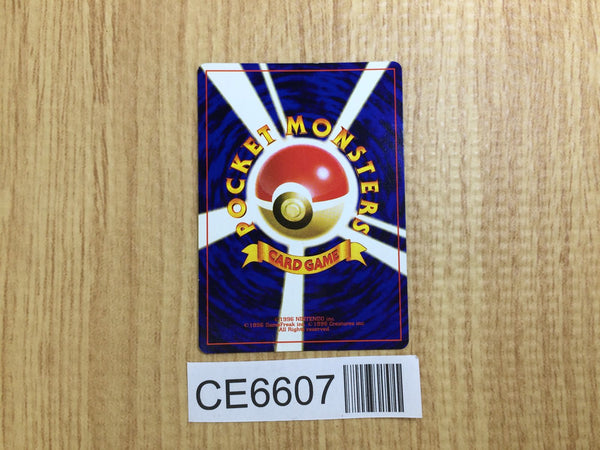 POCKET MONSTERS
CARD GAME
©1996 NINTENDO inc.
©1996 GameFreak inc. ©1996 Creatures inc.
All Rights reserved
CE6607